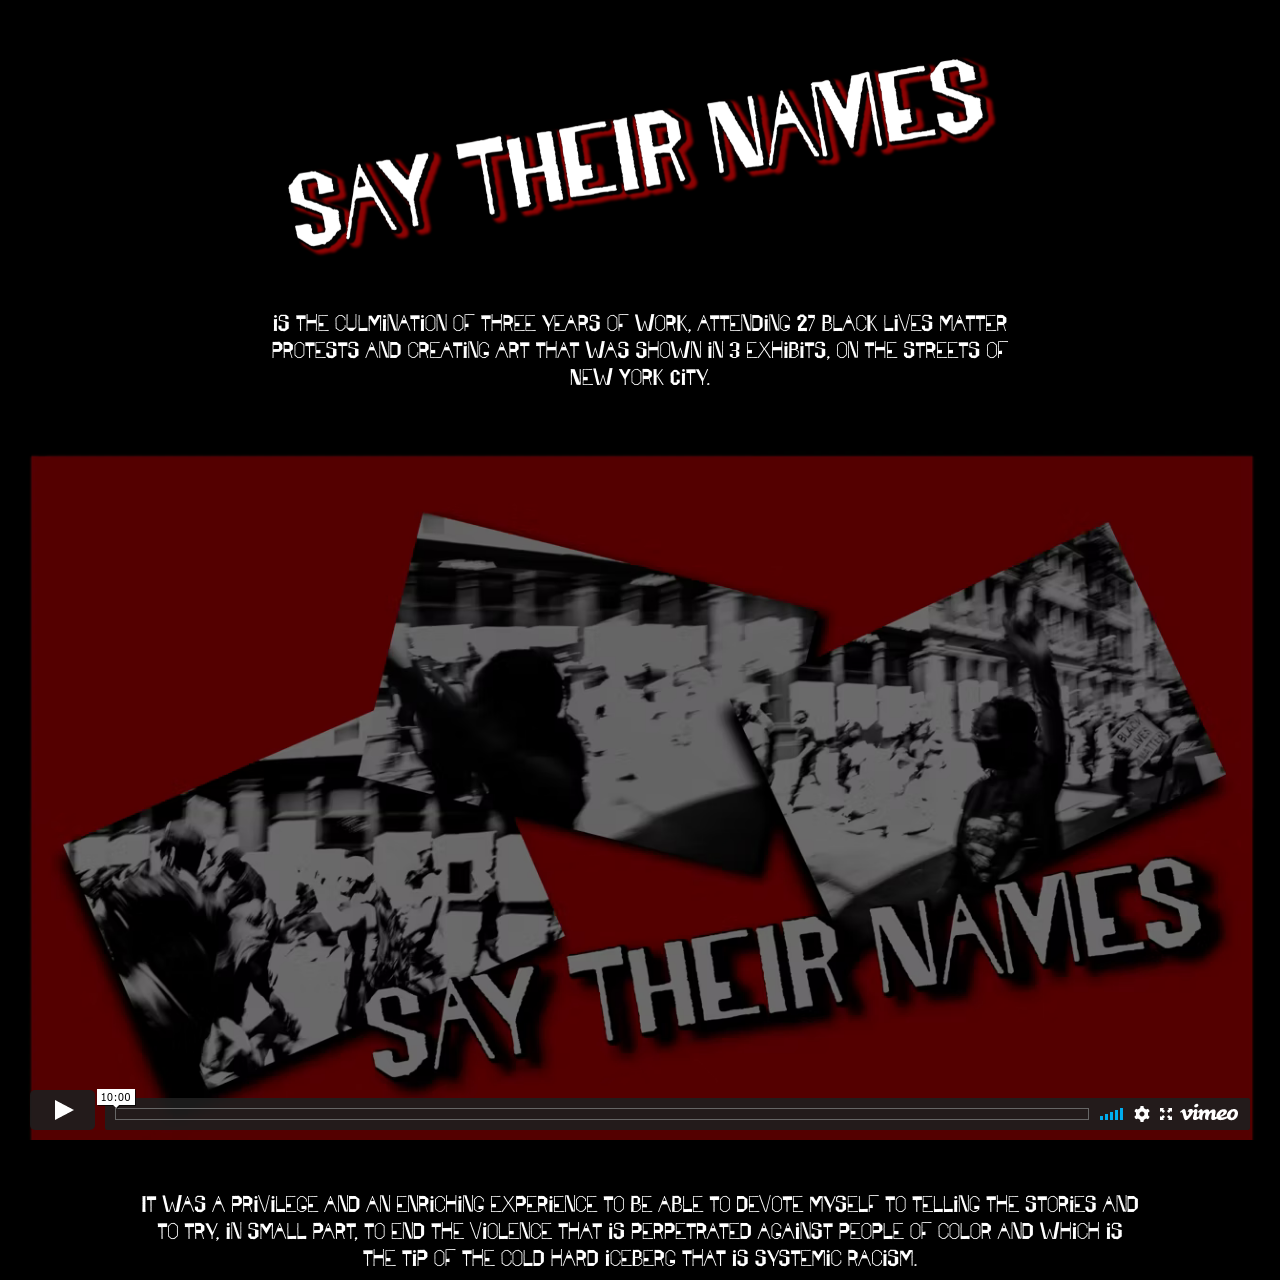 SAY THEIR NAMES
iS THE CULMiNATiON OF THREE YEARS OF WORK, ATTENDiNG 27 BLACK LiVES MATTER
PROTESTS AND CREATiNG ART THAT WAS SHOWN iN 3 EXHiBiTS, ON THE STREETS OF
NEW YORK CiTY.
BLACK
LIVES
MATTER
SAY THEIR NAMES
10:00
vimeo
IT WAS A PRiViLEGE AND AN ENRiCHiNG EXPERiENCE TO BE ABLE TO DEVOTE MYSELF TO TELLiNG THE STORiES AND
TO TRY, iN SMALL PART, TO END THE ViOLENCE THAT iS PERPETRATED AGAiNST PEOPLE OF COLOR AND WHiCH iS
THE TiP OF THE COLD HARD iCEBERG THAT iS SYSTEMiC RACiSM.